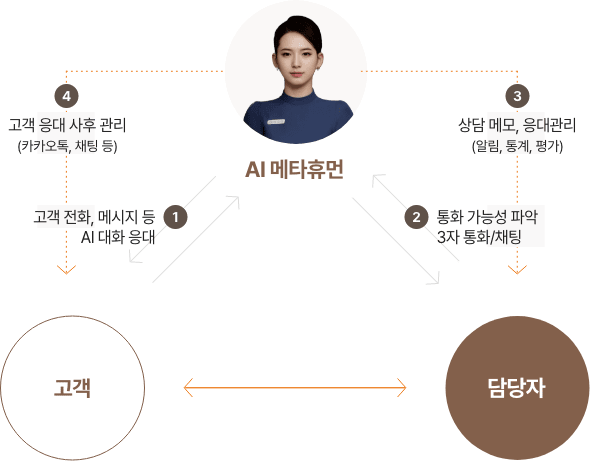 4
고객 응대 사후 관리
(카카오톡, 채팅 등)
3
상담 메모, 응대관리
(알림, 통계, 평가)
AI 메타휴먼
고객 전화, 메시지 등
AI 대화 응대
1
2
통화 가능성 파악
3자 통화/채팅
고객
담당자